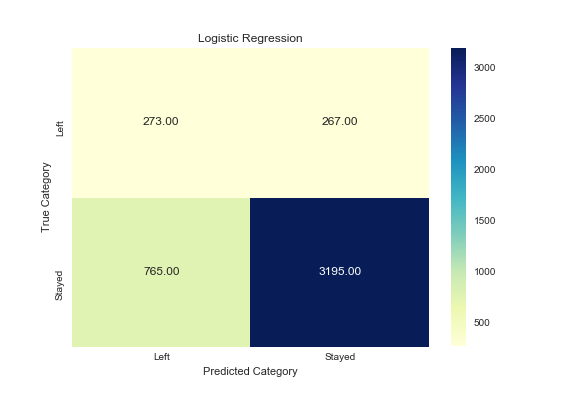 Logistic Regression
273.00 267.00
765.00 3195.00
True Category
Left
Stayed
Left Stayed
Predicted Category
3000
2500
2000
1500
1000
500